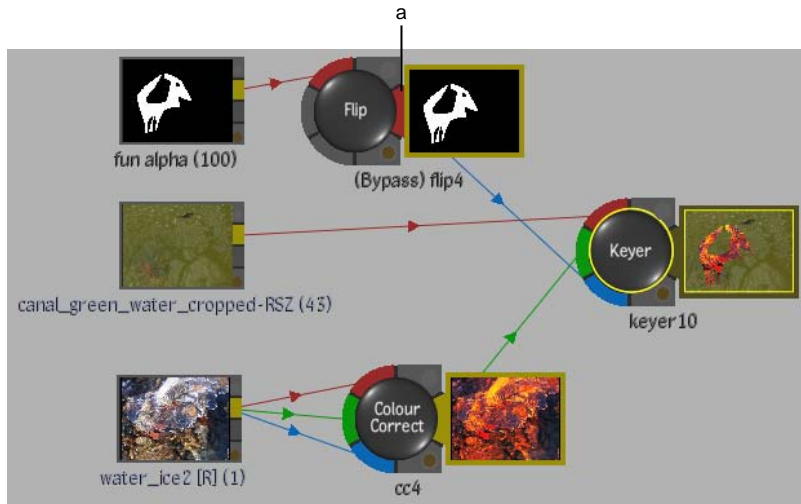 a
Flip
fun alpha (100)
(Bypass) flip4
Keyer
canal_green_water_cropped-RSZ (43)
keyer10
Colour
Correct
water_ice2 [R] (1)
cc4